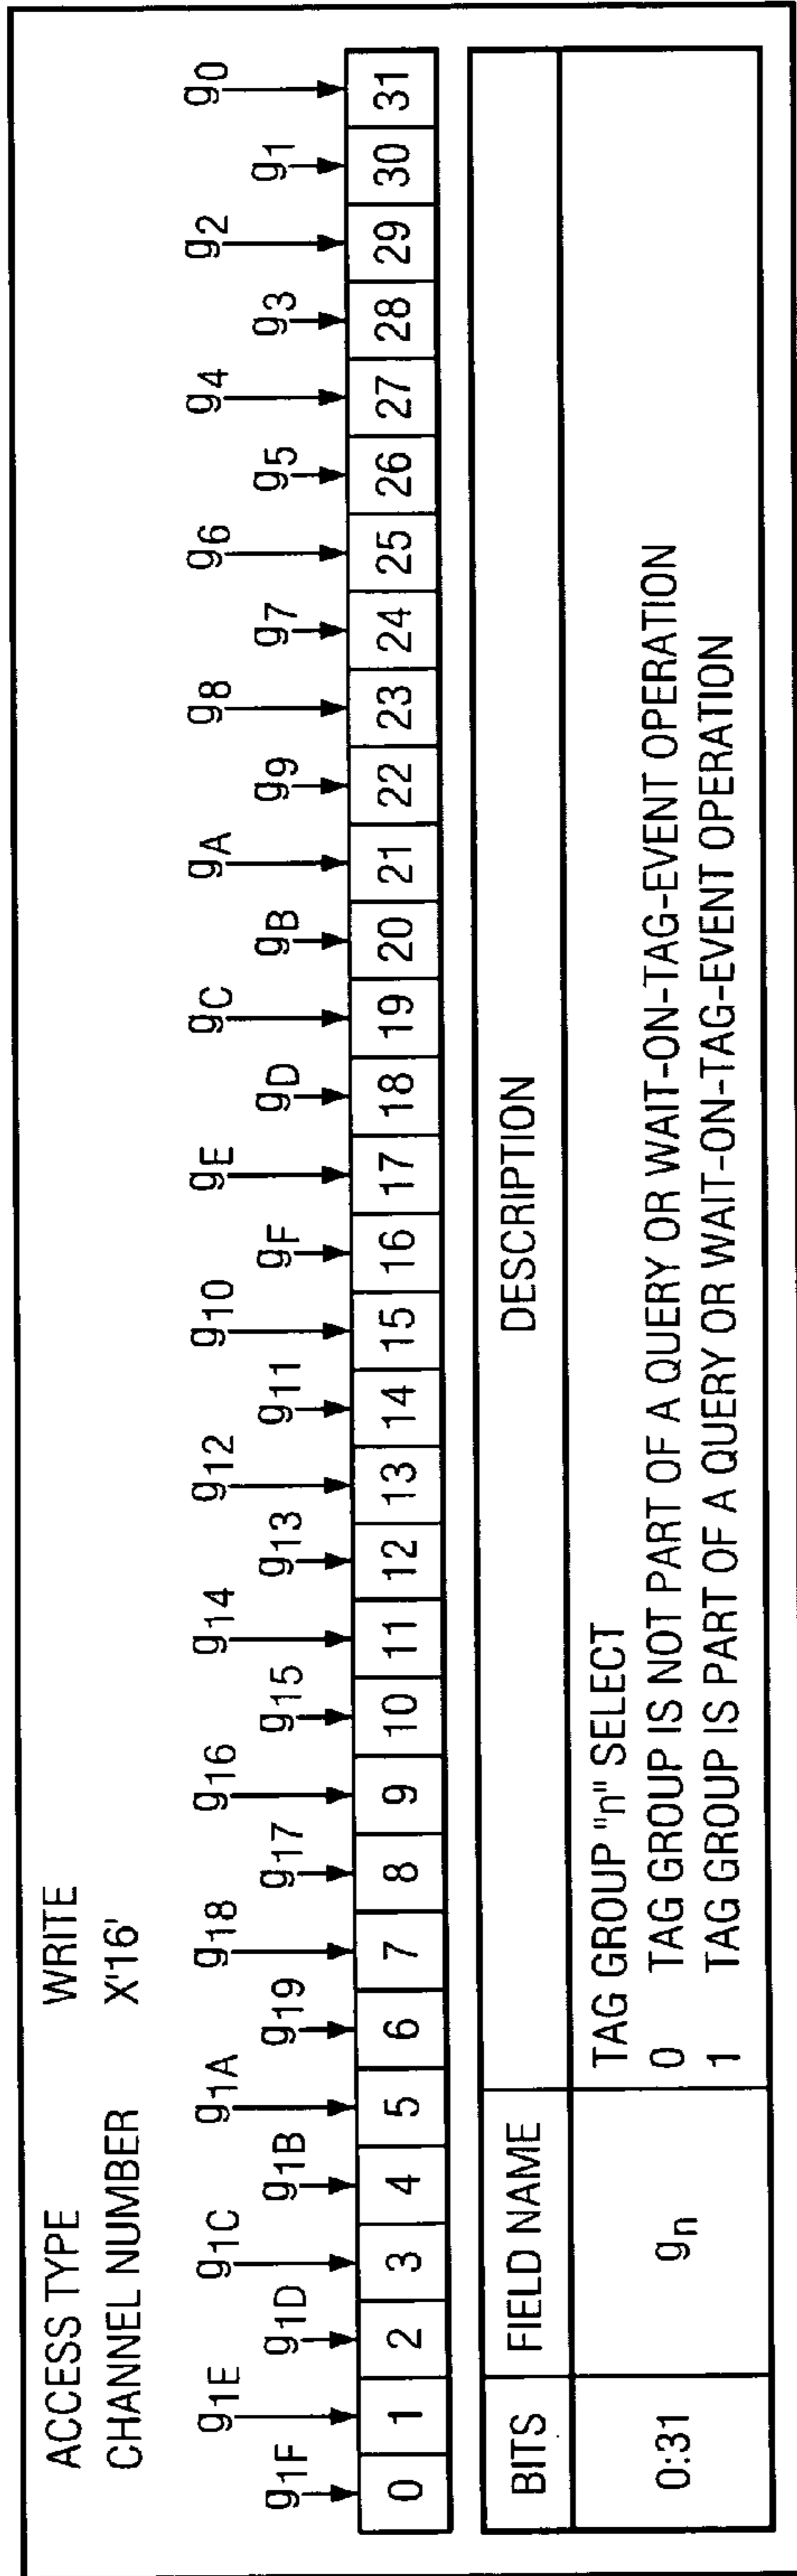 ACCESS TYPE WRITE
CHANNEL NUMBER X'16'
g1F g1E g1D g1C g1B g1A g19 g18 g17 g16 g15 g14 g13 g12 g11 g10 gF gE gD gC gB gA g9 g8 g7 g6 g5 g4 g3 g2 g1 g0
0 1 2 3 4 5 6 7 8 9 10 11 12 13 14 15 16 17 18 19 20 21 22 23 24 25 26 27 28 29 30 31
BITS FIELD NAME DESCRIPTION
0:31 gn TAG GROUP "n" SELECT
0 TAG GROUP IS NOT PART OF A QUERY OR WAIT-ON-TAG-EVENT OPERATION
1 TAG GROUP IS PART OF A QUERY OR WAIT-ON-TAG-EVENT OPERATION